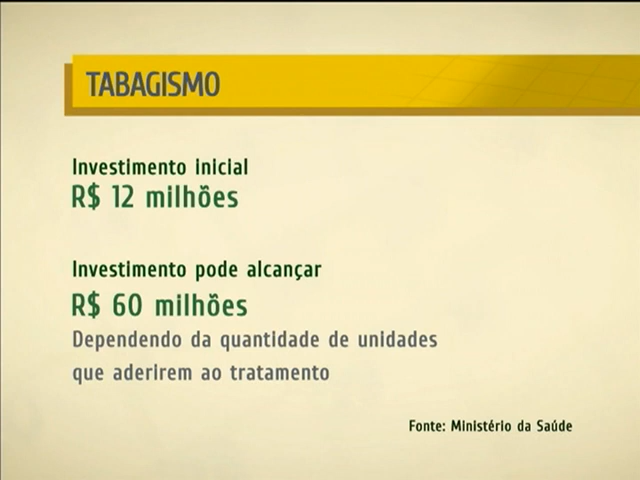 TABAGISMO
Investimento inicial
R$ 12 milhões
Investimento pode alcançar
R$ 60 milhões
Dependendo da quantidade de unidades
que aderirem ao tratamento
Fonte: Ministério da Saúde